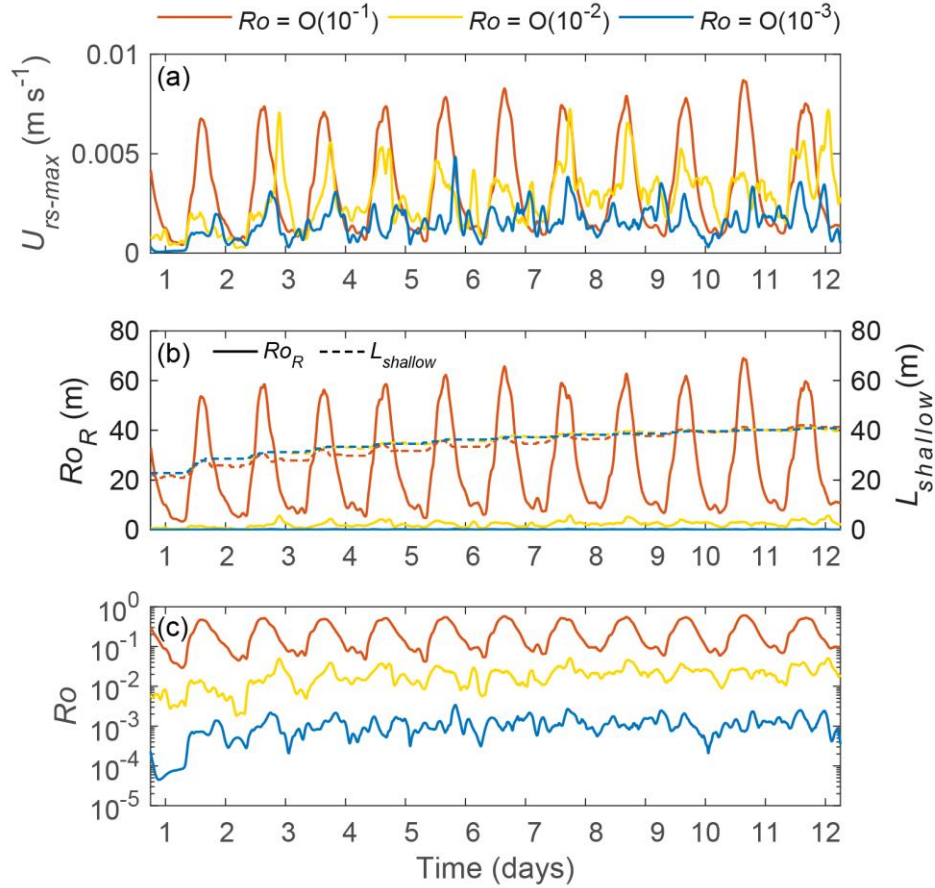 Ro = O(10⁻¹) Ro = O(10⁻²) Ro = O(10⁻³)
(a)
U_rs-max (m s⁻¹)
0.01
0.005
0
1 2 3 4 5 6 7 8 9 10 11 12
(b) Ro_R L_shallow
Ro_R (m)
80
60
40
20
0
L_shallow (m)
80
60
40
20
0
1 2 3 4 5 6 7 8 9 10 11 12
(c)
Ro
10⁰
10⁻¹
10⁻²
10⁻³
10⁻⁴
10⁻⁵
1 2 3 4 5 6 7 8 9 10 11 12
Time (days)